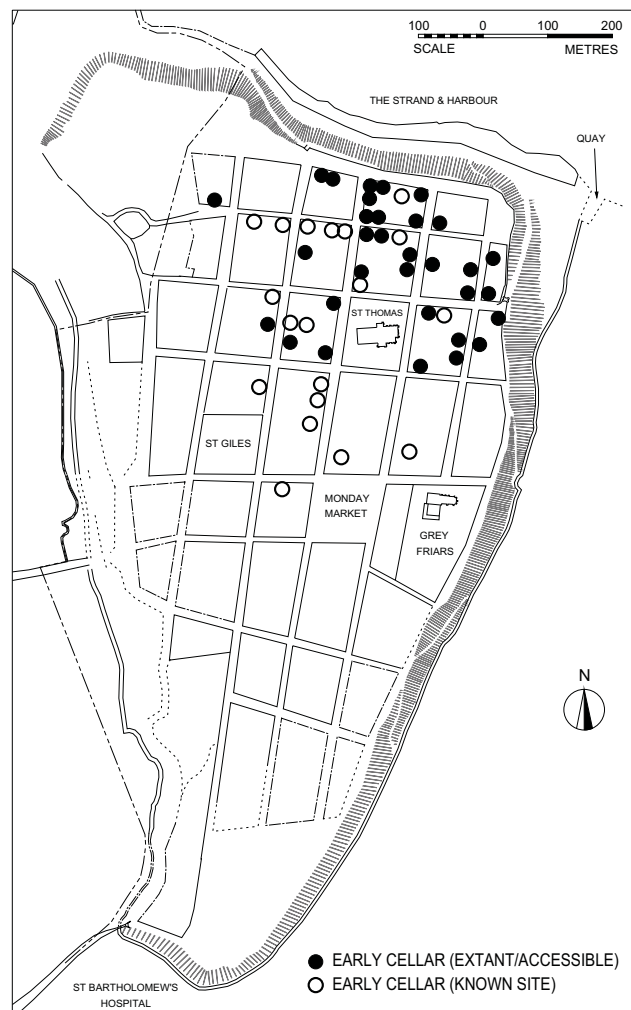 100 0 100 200
SCALE METRES
THE STRAND & HARBOUR
QUAY
ST THOMAS
ST GILES
MONDAY
MARKET
GREY
FRIARS
N
EARLY CELLAR (EXTANT/ACCESSIBLE)
EARLY CELLAR (KNOWN SITE)
ST BARTHOLOMEW'S
HOSPITAL